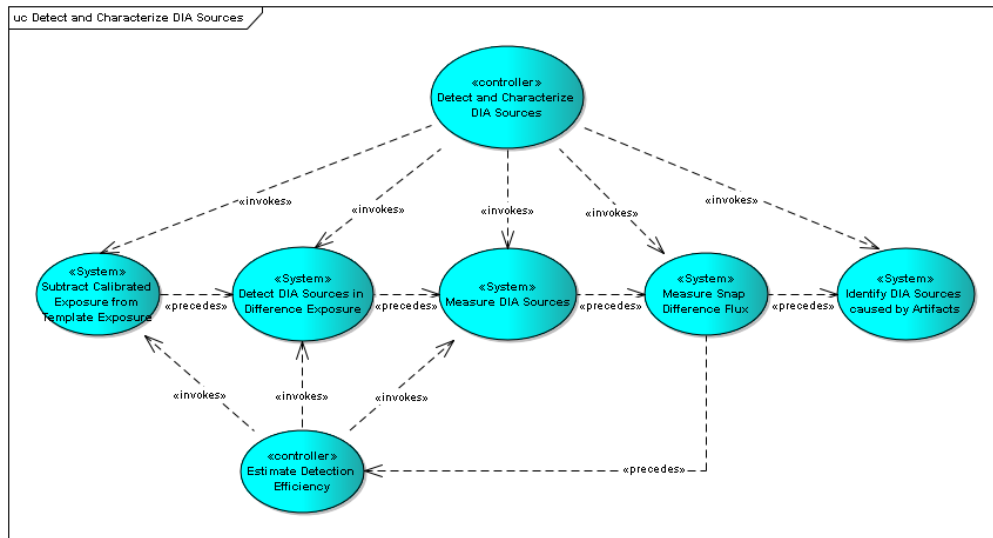 uc Detect and Characterize DIA Sources
«controller»
Detect and Characterize
DIA Sources
«invokes»
«invokes»
«invokes»
«invokes»
«invokes»
«System»
Subtract Calibrated
Exposure from
Template Exposure
«precedes»
«System»
Detect DIA Sources in
Difference Exposure
«precedes»
«System»
Measure DIA Sources
«precedes»
«System»
Measure Snap
Difference Flux
«precedes»
«System»
Identify DIA Sources
caused by Artifacts
«invokes»
«invokes»
«invokes»
«controller»
Estimate Detection
Efficiency
«precedes»